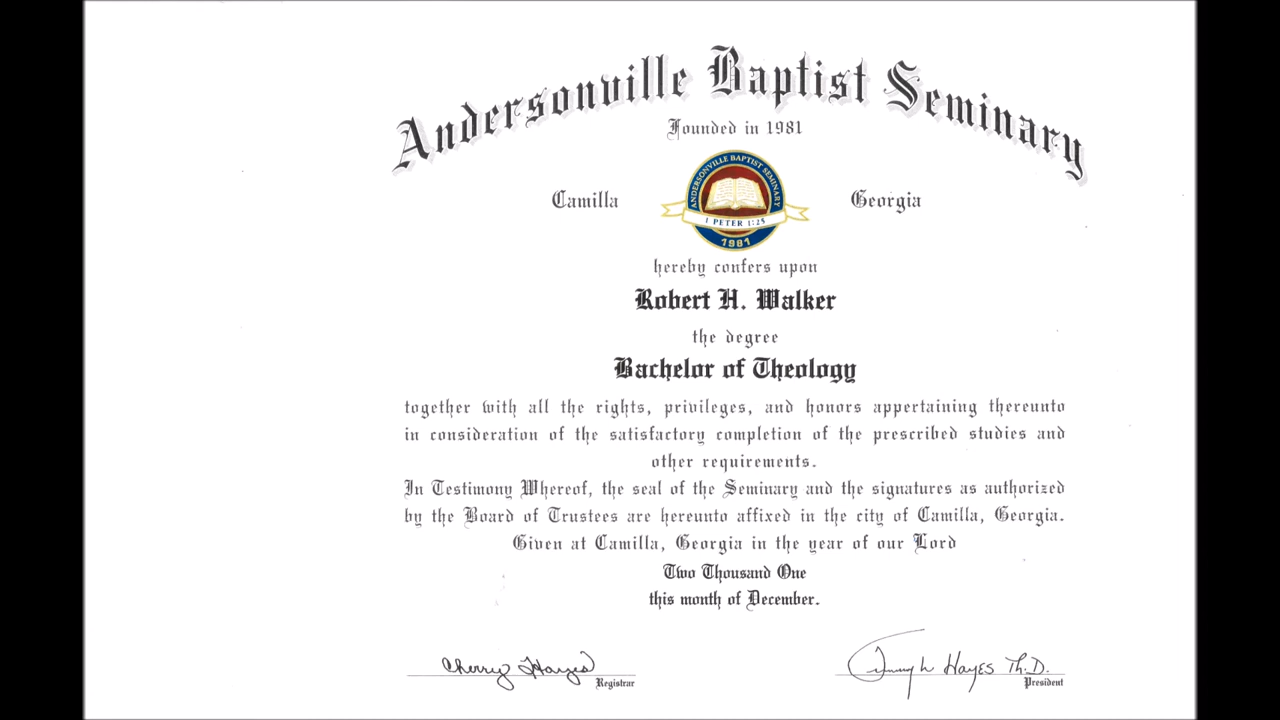 Andersonville Baptist Seminary
Founded in 1981
Camilla Georgia
ANDERSONVILLE BAPTIST SEMINARY
1 PETER 1:25
1981
hereby confers upon
Robert H. Walker
the degree
Bachelor of Theology
together with all the rights, privileges, and honors appertaining thereunto
in consideration of the satisfactory completion of the prescribed studies and
other requirements.
In Testimony Whereof, the seal of the Seminary and the signatures as authorized
by the Board of Trustees are hereunto affixed in the city of Camilla, Georgia.
Given at Camilla, Georgia in the year of our Lord
Two Thousand One
this month of December.
Cherry Hayes
Registrar
Hayes Th.D.
President